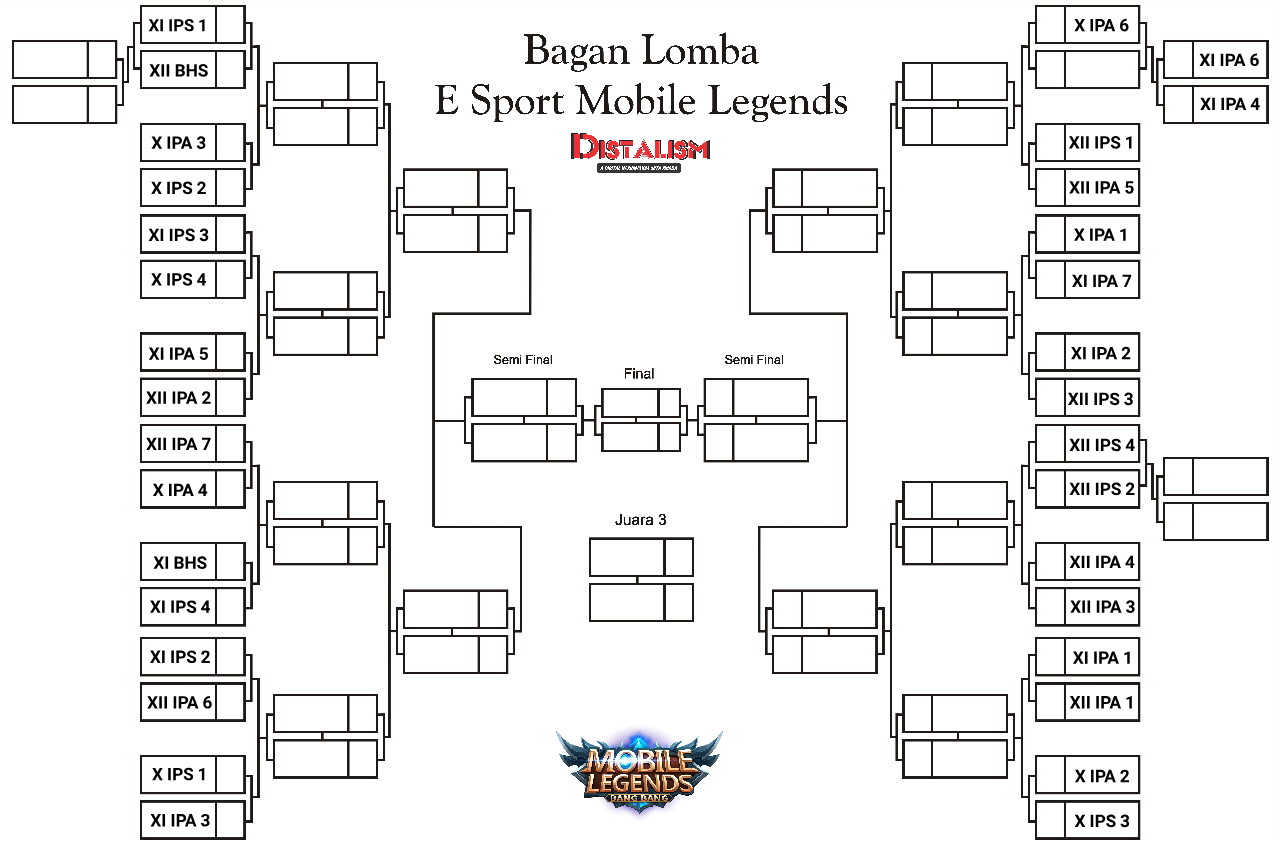 Bagan Lomba
E Sport Mobile Legends
DISTALISM
XI IPS 1
XII BHS
X IPA 3
X IPS 2
XI IPS 3
X IPS 4
XI IPA 5
XII IPA 2
XII IPA 7
X IPA 4
XI BHS
XI IPS 4
XI IPS 2
XII IPA 6
X IPS 1
XI IPA 3
Semi Final
Final
Semi Final
Juara 3
MOBILE
LEGENDS
BANG BANG
X IPA 6
XI IPA 6
XI IPA 4
XII IPS 1
XII IPA 5
X IPA 1
XI IPA 7
XI IPA 2
XII IPS 3
XII IPS 4
XII IPS 2
XII IPA 4
XII IPA 3
XI IPA 1
XII IPA 1
X IPA 2
X IPS 3